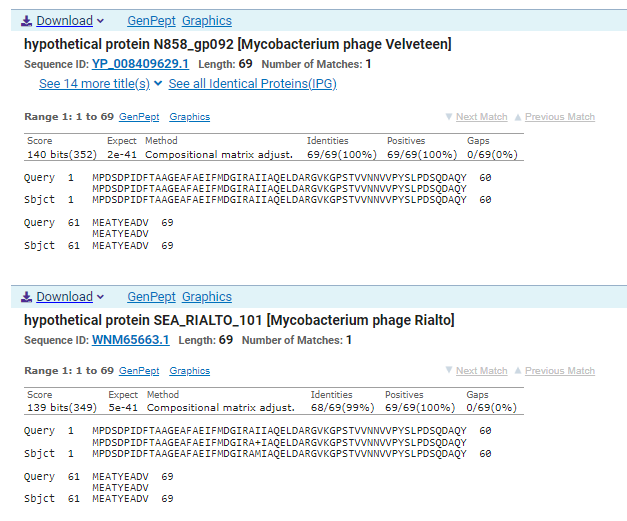 Download GenPept Graphics
hypothetical protein N858_gp092 [Mycobacterium phage Velveteen]
Sequence ID: YP_008409629.1 Length: 69 Number of Matches: 1
See 14 more title(s) See all Identical Proteins(IPG)
Range 1: 1 to 69 GenPept Graphics Next Match Previous Match
Score Expect Method Identities Positives Gaps
140 bits(352) 2e-41 Compositional matrix adjust. 69/69(100%) 69/69(100%) 0/69(0%)
Query 1 MPDSDPIDFTAAGEAFAEIFMDGIRAIIAQELDARGVKGPSTVVNNVVPYSLPDSQDAQY 60
MPDSDPIDFTAAGEAFAEIFMDGIRAIIAQELDARGVKGPSTVVNNVVPYSLPDSQDAQY
Sbjct 1 MPDSDPIDFTAAGEAFAEIFMDGIRAIIAQELDARGVKGPSTVVNNVVPYSLPDSQDAQY 60
Query 61 MEATYEADV 69
MEATYEADV
Sbjct 61 MEATYEADV 69
Download GenPept Graphics
hypothetical protein SEA_RIALTO_101 [Mycobacterium phage Rialto]
Sequence ID: WNM65663.1 Length: 69 Number of Matches: 1
Range 1: 1 to 69 GenPept Graphics Next Match Previous Match
Score Expect Method Identities Positives Gaps
139 bits(349) 5e-41 Compositional matrix adjust. 68/69(99%) 69/69(100%) 0/69(0%)
Query 1 MPDSDPIDFTAAGEAFAEIFMDGIRAIIAQELDARGVKGPSTVVNNVVPYSLPDSQDAQY 60
MPDSDPIDFTAAGEAFAEIFMDGIRA+IAQELDARGVKGPSTVVNNVVPYSLPDSQDAQY
Sbjct 1 MPDSDPIDFTAAGEAFAEIFMDGIRAMIAQELDARGVKGPSTVVNNVVPYSLPDSQDAQY 60
Query 61 MEATYEADV 69
MEATYEADV
Sbjct 61 MEATYEADV 69